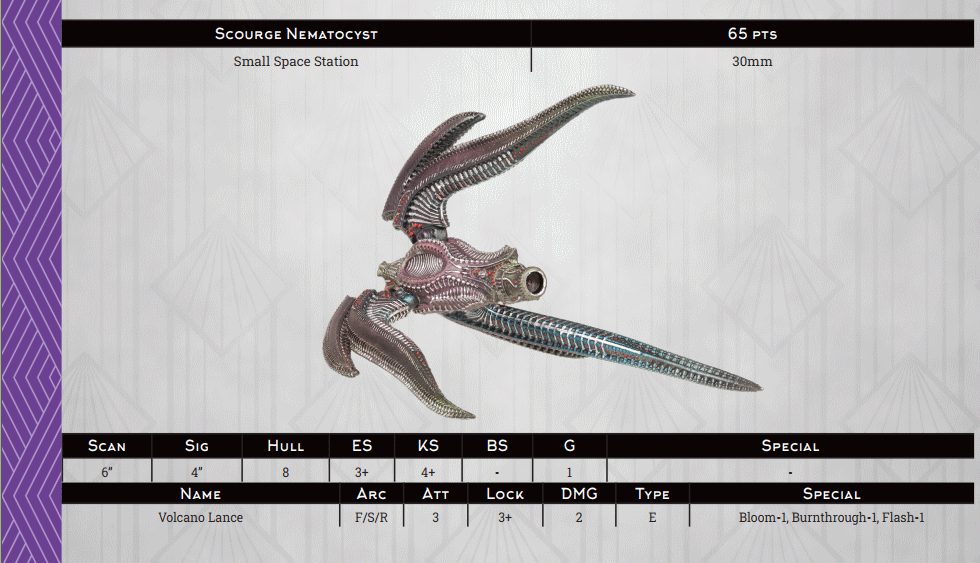 Scourge Nematocyst 65 pts
Small Space Station 30mm
Scan Sig Hull ES KS BS G Special
6" 4" 8 3+ 4+ - 1 -
Name Arc Att Lock DMG Type Special
Volcano Lance F/S/R 3 3+ 2 E Bloom-1, Burnthrough-1, Flash-1